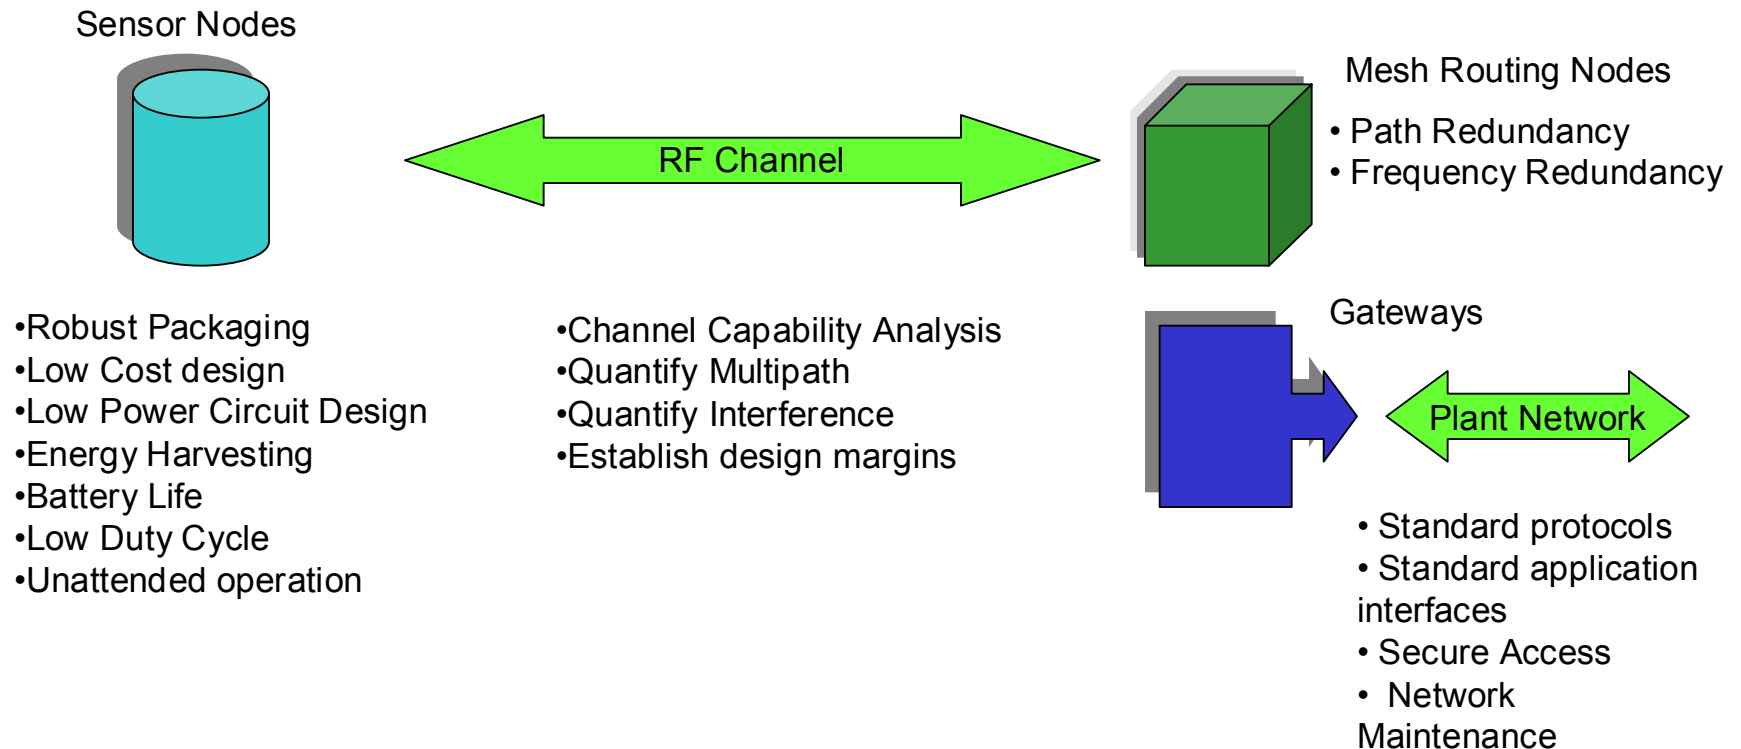 Sensor Nodes
RF Channel
Mesh Routing Nodes
• Path Redundancy
• Frequency Redundancy
•Robust Packaging
•Low Cost design
•Low Power Circuit Design
•Energy Harvesting
•Battery Life
•Low Duty Cycle
•Unattended operation
•Channel Capability Analysis
•Quantify Multipath
•Quantify Interference
•Establish design margins
Gateways
Plant Network
• Standard protocols
• Standard application
interfaces
• Secure Access
• Network
Maintenance